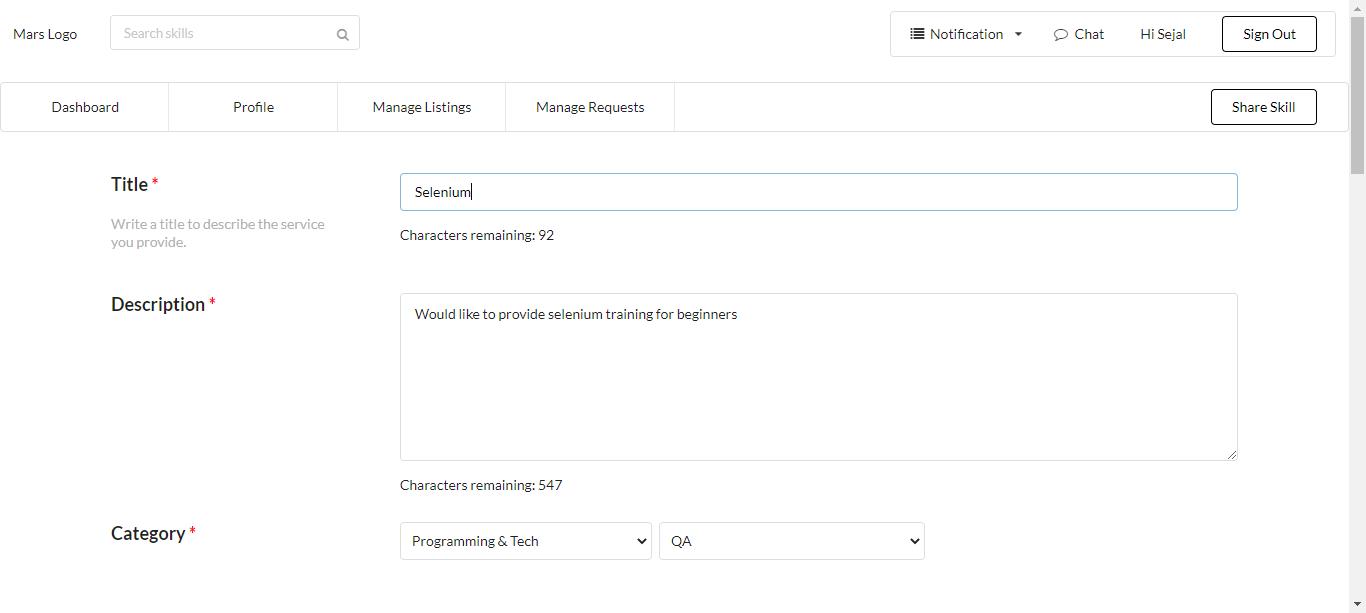 Mars Logo
Search skills
Notification
Chat
Hi Sejal
Sign Out
Dashboard
Profile
Manage Listings
Manage Requests
Share Skill
Title *
Selenium
Write a title to describe the service
you provide.
Characters remaining: 92
Description *
Would like to provide selenium training for beginners
Characters remaining: 547
Category *
Programming & Tech
QA